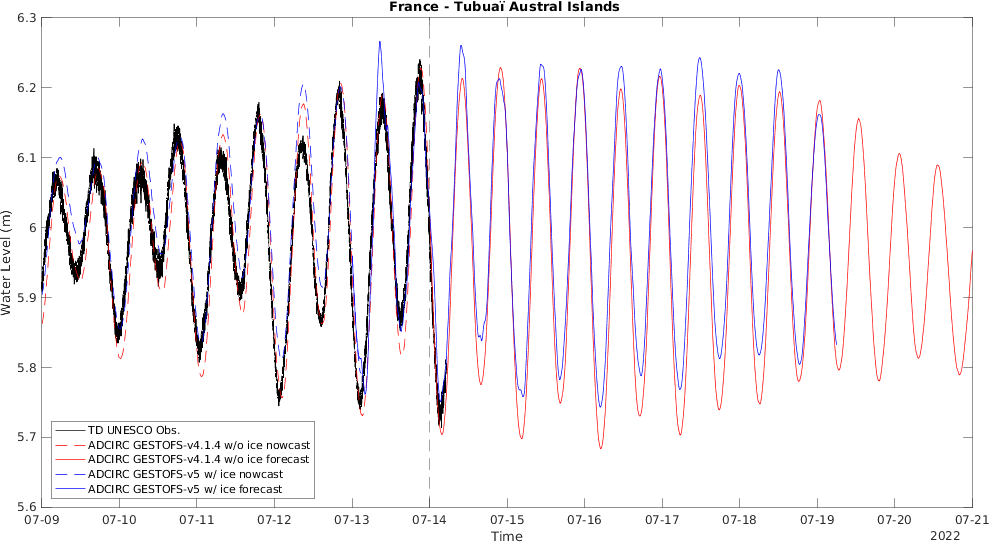 France - Tubuaï Austral Islands
Water Level (m)
6.3
6.2
6.1
6
5.9
5.8
5.7
5.6
TD UNESCO Obs.
ADCIRC GESTOFS-v4.1.4 w/o ice nowcast
ADCIRC GESTOFS-v4.1.4 w/o ice forecast
ADCIRC GESTOFS-v5 w/ ice nowcast
ADCIRC GESTOFS-v5 w/ ice forecast
07-09 07-10 07-11 07-12 07-13 07-14 07-15 07-16 07-17 07-18 07-19 07-20 07-21
Time
2022